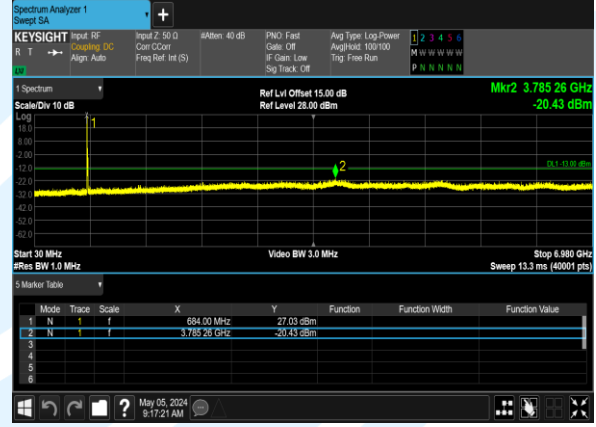 Spectrum Analyzer 1
Swept SA
+
KEYSIGHT Input: RF Input Z: 50 Ω #Atten: 40 dB PNO: Fast Avg Type: Log-Power 1 2 3 4 5 6
R T Coupling: DC Corr CCorr Gate: Off Avg|Hold: 100/100 M W W W W W
Align: Auto Freq Ref: Int (S) IF Gain: Low Trig: Free Run
Sig Track: Off P N N N N N
1 Spectrum Ref Lvl Offset 15.00 dB Mkr2 3.785 26 GHz
Scale/Div 10 dB Ref Level 28.00 dBm -20.43 dBm
Log
18.0
8.00
-2.00
-12.0
-22.0
-32.0
-42.0
-52.0
-62.0
1
2
DL1 -13.00 dBm
Start 30 MHz Video BW 3.0 MHz Stop 6.980 GHz
#Res BW 1.0 MHz Sweep 13.3 ms (40001 pts)
5 Marker Table
Mode Trace Scale X Y Function Function Width Function Value
1 N 1 f 684.00 MHz 27.03 dBm
2 N 1 f 3.785 26 GHz -20.43 dBm
3
4
5
6
? May 05, 2024
9:17:21 AM